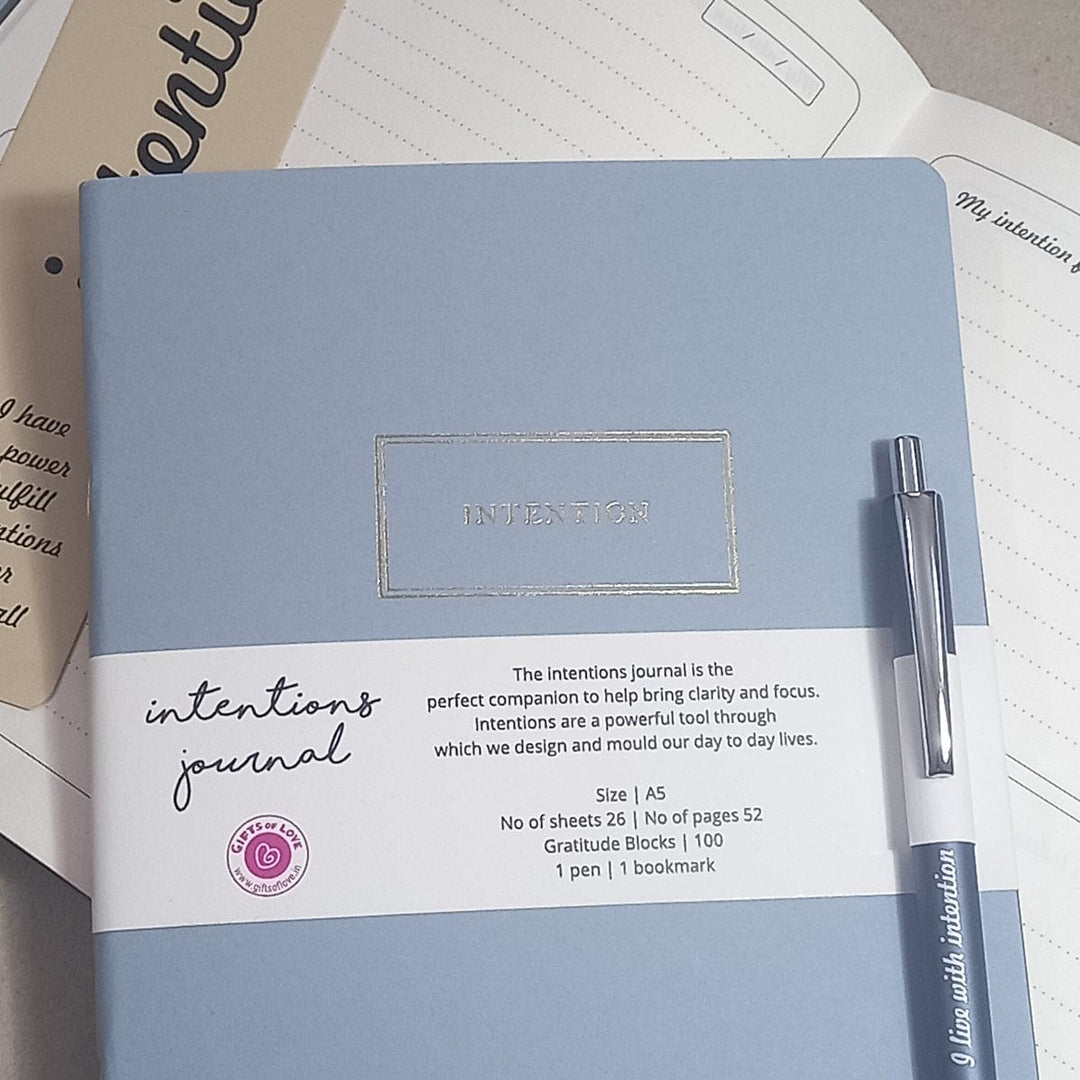 I have
power
My intention
INTENTION
intentions
journal
GIFTS OF LOVE
www.giftsoflove.in
The intentions journal is the
perfect companion to help bring clarity and focus.
Intentions are a powerful tool through
which we design and mould our day to day lives.
Size | A5
No of sheets 26 | No of pages 52
Gratitude Blocks | 100
1 pen | 1 bookmark
I live with intention